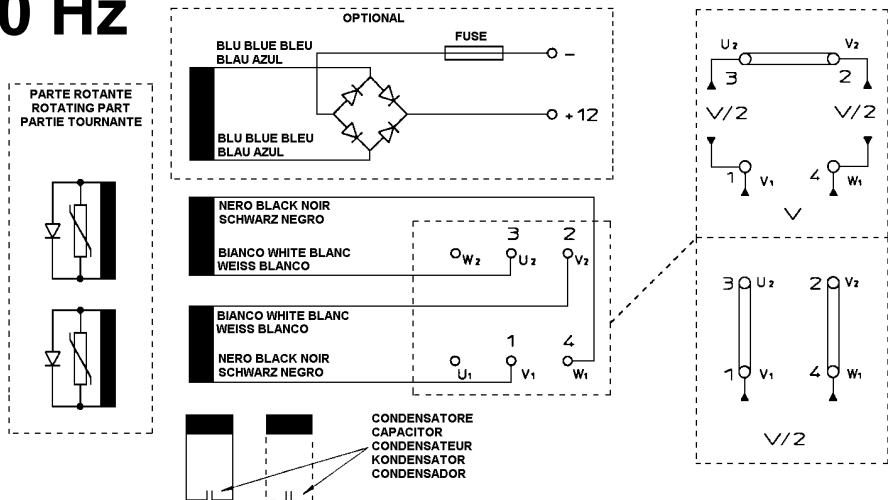 0 Hz
OPTIONAL
BLU BLUE BLEU
BLAU AZUL
FUSE
−
+12
BLU BLUE BLEU
BLAU AZUL
PARTE ROTANTE
ROTATING PART
PARTIE TOURNANTE
NERO BLACK NOIR
SCHWARZ NEGRO
BIANCO WHITE BLANC
WEISS BLANCO
3 2
W2 U2 V2
BIANCO WHITE BLANC
WEISS BLANCO
NERO BLACK NOIR
SCHWARZ NEGRO
1 4
U1 V1 W1
U2 V2
3 2
V/2 V/2
1 V1 4 W1
V
3 U2 2 V2
1 V1 4 W1
V/2
CONDENSATORE
CAPACITOR
CONDENSATEUR
KONDENSATOR
CONDENSADOR